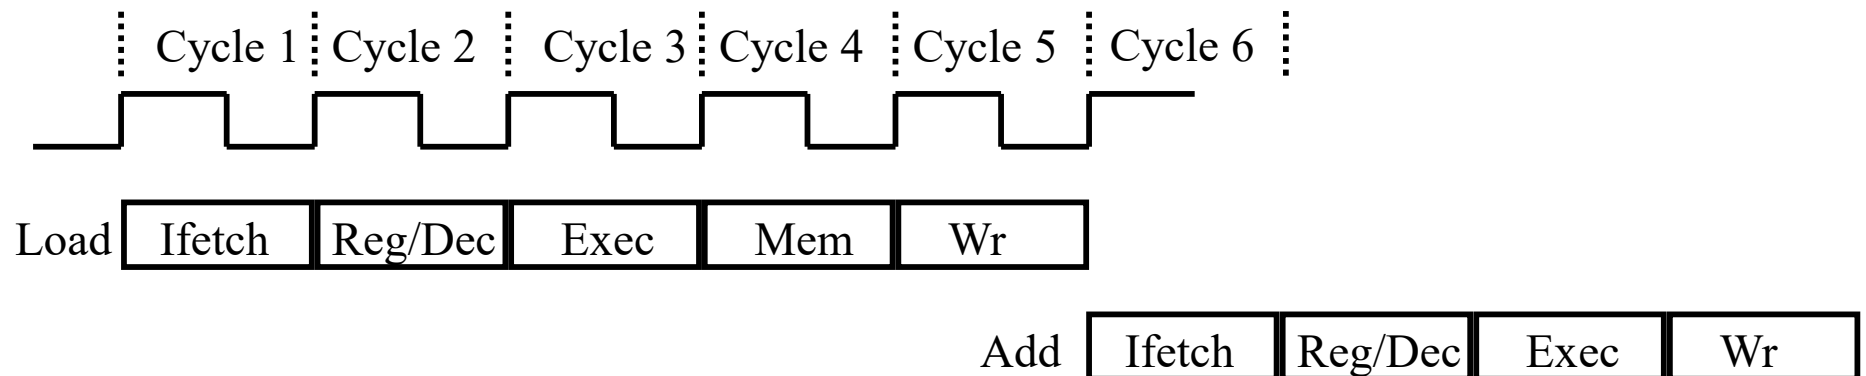 Cycle 1 Cycle 2 Cycle 3 Cycle 4 Cycle 5 Cycle 6
Load Ifetch Reg/Dec Exec Mem Wr
Add Ifetch Reg/Dec Exec Wr